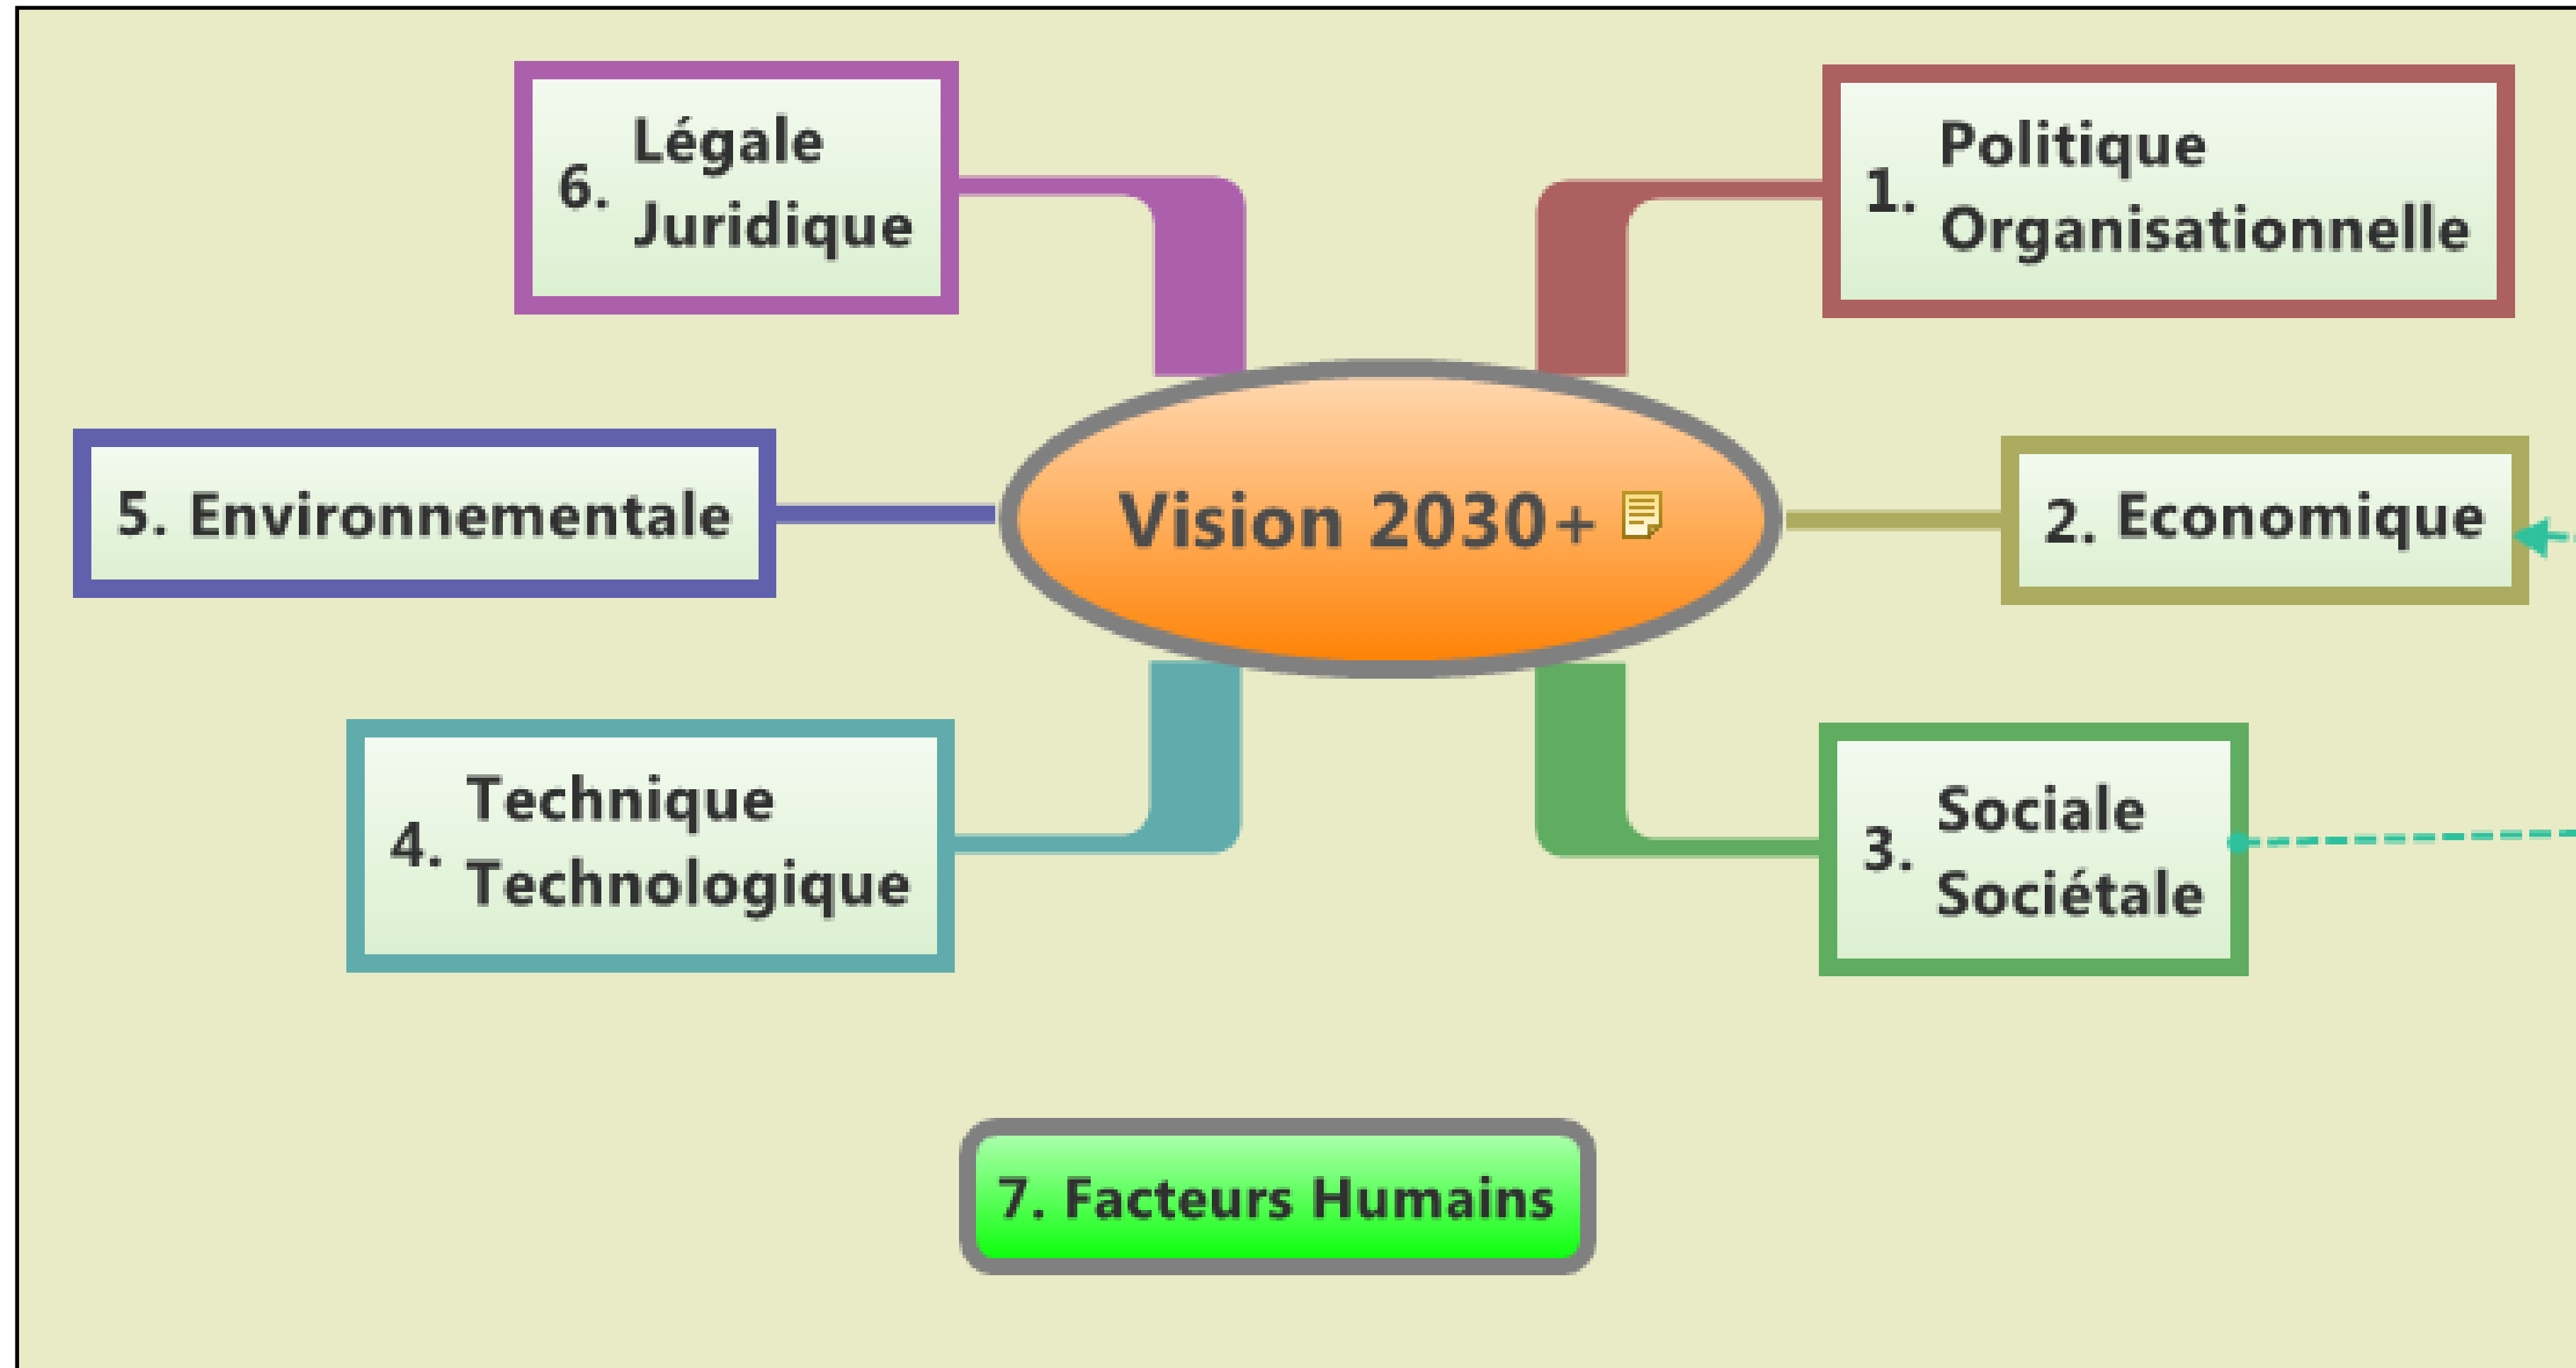 6. Légale
Juridique
1. Politique
Organisationnelle
5. Environnementale
Vision 2030+
2. Economique
4. Technique
Technologique
3. Sociale
Sociétale
7. Facteurs Humains